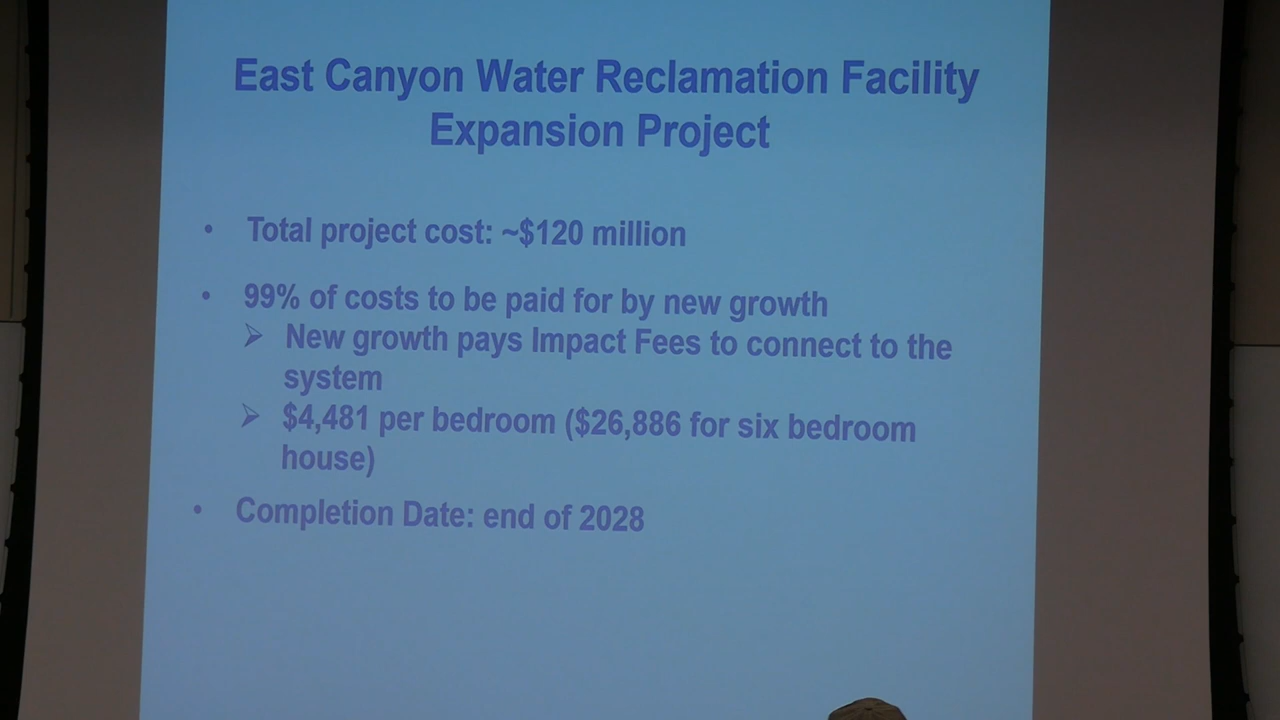 East Canyon Water Reclamation Facility
Expansion Project
• Total project cost: ~$120 million
• 99% of costs to be paid for by new growth
➢ New growth pays Impact Fees to connect to the
system
➢ $4,481 per bedroom ($26,886 for six bedroom
house)
• Completion Date: end of 2028